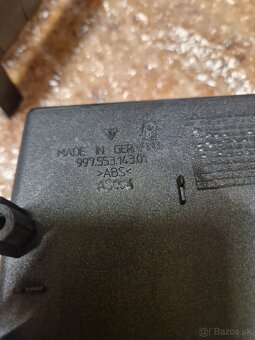 MADE IN GERMANY
997.553.143.01
>ABS<
Bazos.sk